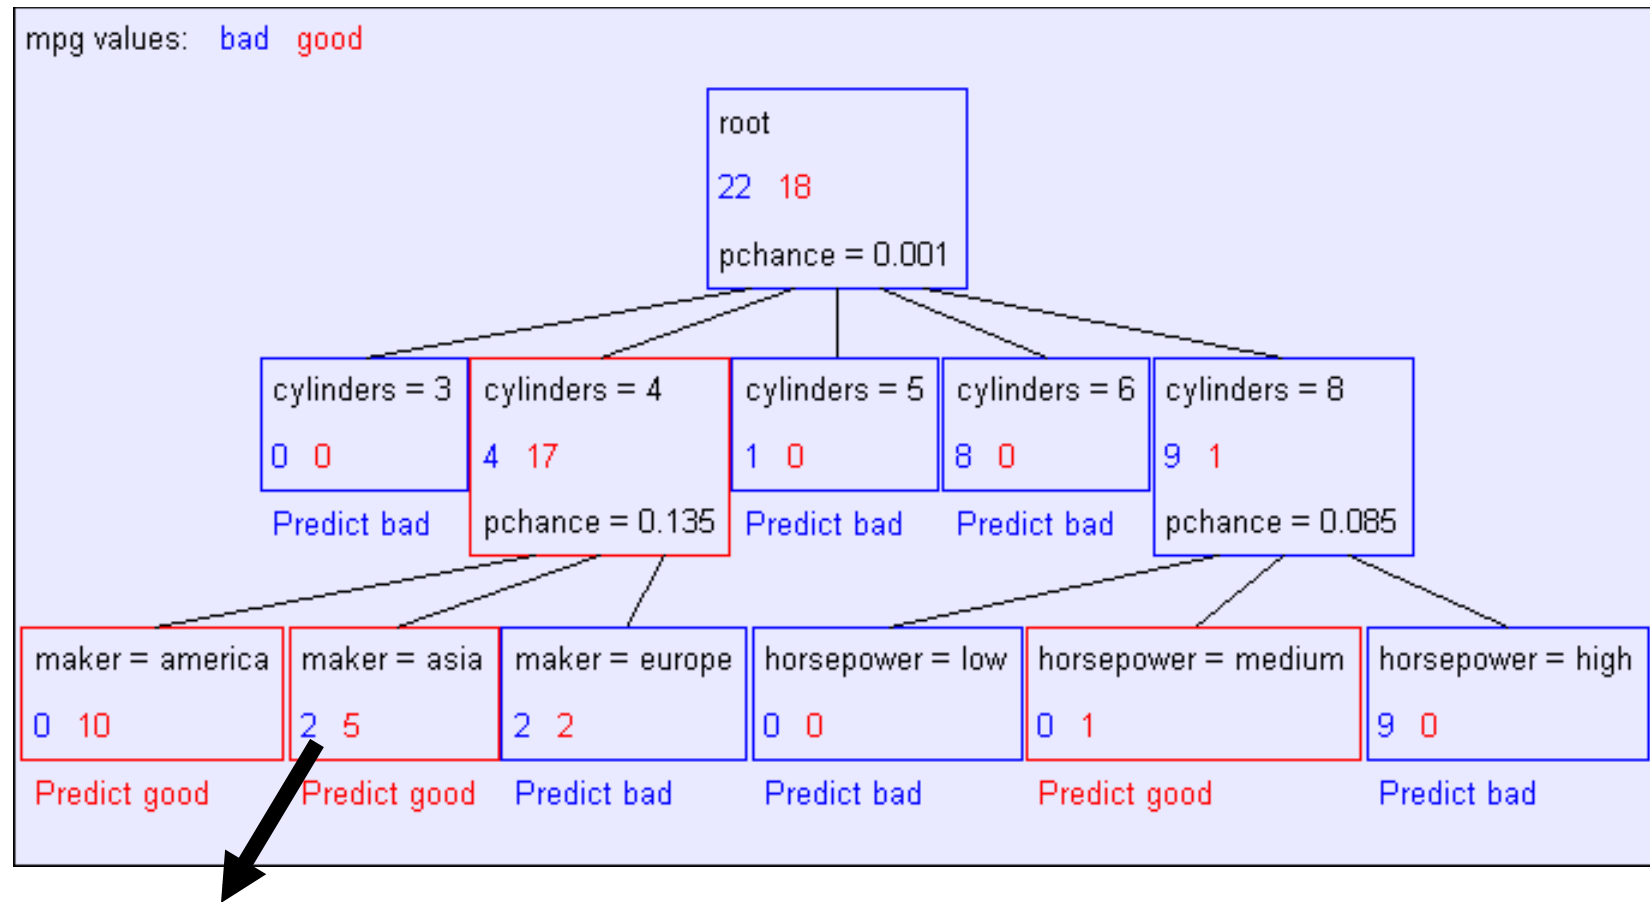 mpg values: bad good
root
22 18
pchance = 0.001
cylinders = 3 cylinders = 4 cylinders = 5 cylinders = 6 cylinders = 8
0 0 4 17 1 0 8 0 9 1
Predict bad pchance = 0.135 Predict bad Predict bad pchance = 0.085
maker = america maker = asia maker = europe horsepower = low horsepower = medium horsepower = high
0 10 2 5 2 2 0 0 0 1 9 0
Predict good Predict good Predict bad Predict bad Predict good Predict bad